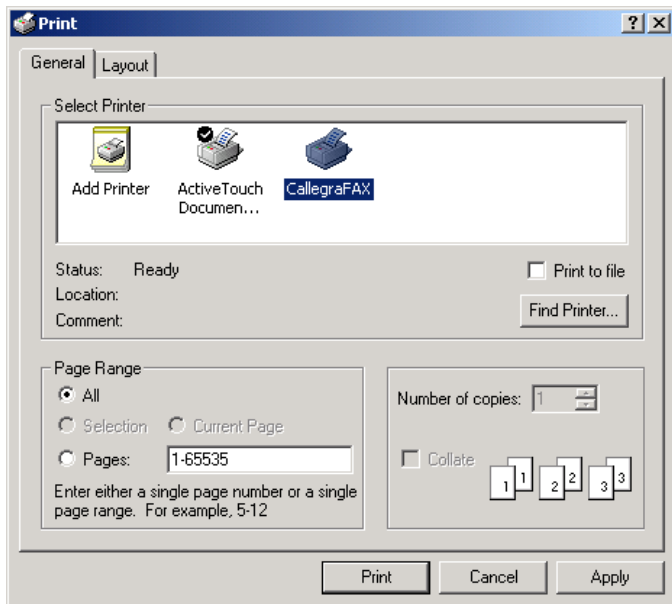 Print
General Layout
Select Printer
Add Printer
ActiveTouch
Documen...
CallegraFAX
Status: Ready
Location:
Comment:
Print to file
Find Printer...
Page Range
All
Selection Current Page
Pages: 1-65535
Enter either a single page number or a single
page range. For example, 5-12
Number of copies: 1
Collate
1 1 2 2 3 3
Print Cancel Apply